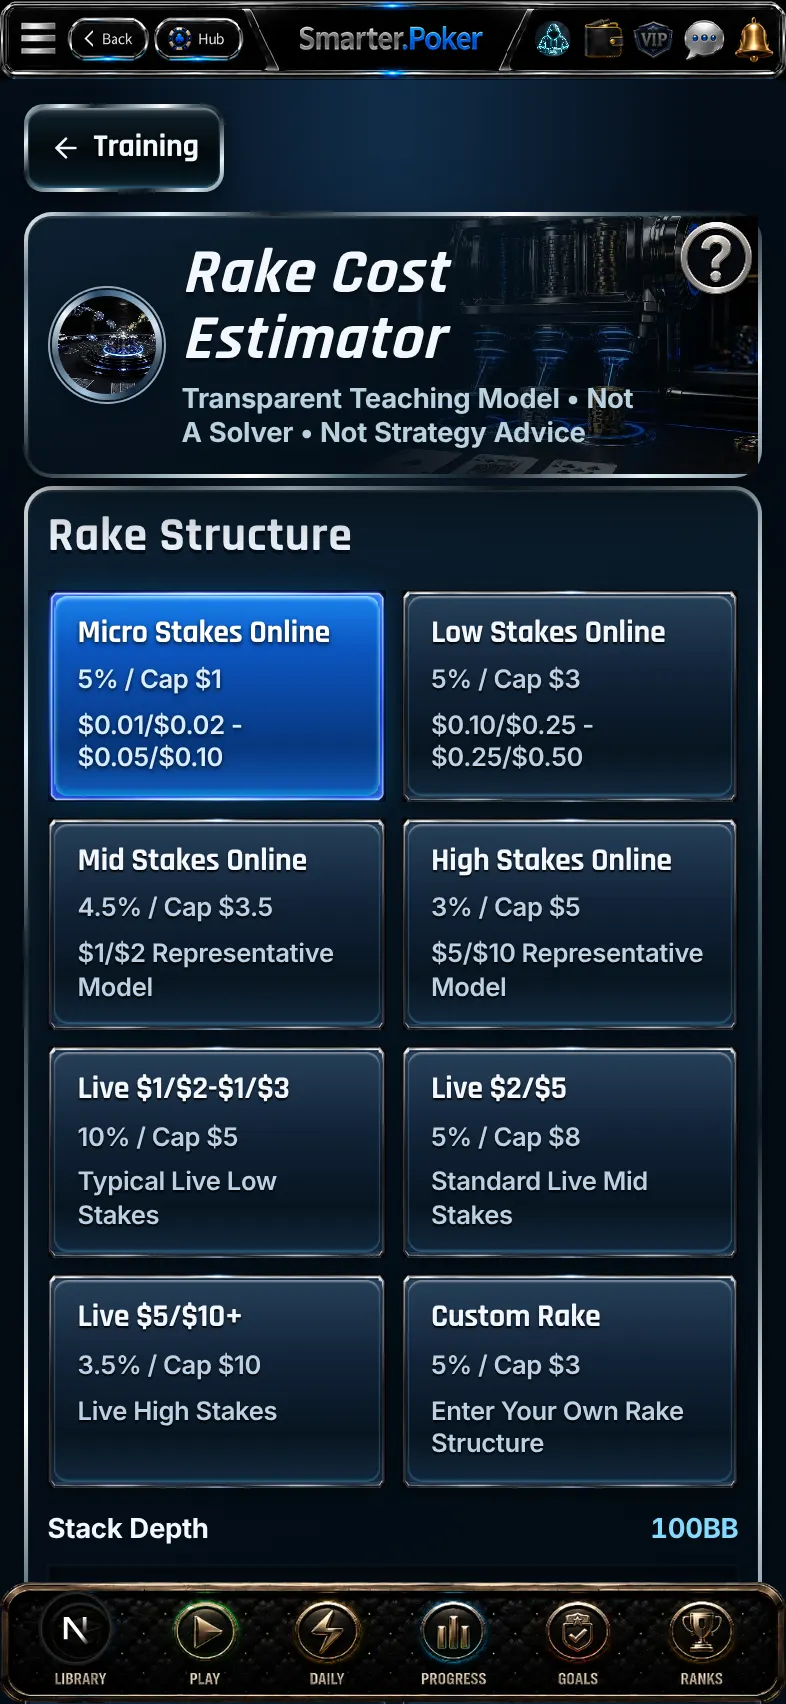 Back
Hub
Smarter.Poker
VIP
Training
?
Rake Cost
Estimator
Transparent Teaching Model • Not
A Solver • Not Strategy Advice
Rake Structure
Micro Stakes Online
5% / Cap $1
$0.01/$0.02 -
$0.05/$0.10
Low Stakes Online
5% / Cap $3
$0.10/$0.25 -
$0.25/$0.50
Mid Stakes Online
4.5% / Cap $3.5
$1/$2 Representative
Model
High Stakes Online
3% / Cap $5
$5/$10 Representative
Model
Live $1/$2-$1/$3
10% / Cap $5
Typical Live Low
Stakes
Live $2/$5
5% / Cap $8
Standard Live Mid
Stakes
Live $5/$10+
3.5% / Cap $10
Live High Stakes
Custom Rake
5% / Cap $3
Enter Your Own Rake
Structure
Stack Depth
100BB
N
LIBRARY
PLAY
DAILY
PROGRESS
GOALS
RANKS